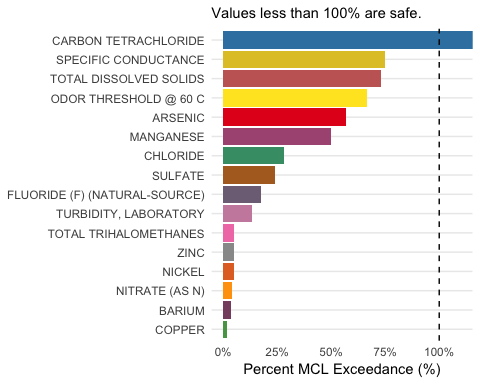 Values less than 100% are safe.
CARBON TETRACHLORIDE
SPECIFIC CONDUCTANCE
TOTAL DISSOLVED SOLIDS
ODOR THRESHOLD @ 60 C
ARSENIC
MANGANESE
CHLORIDE
SULFATE
FLUORIDE (F) (NATURAL-SOURCE)
TURBIDITY, LABORATORY
TOTAL TRIHALOMETHANES
ZINC
NICKEL
NITRATE (AS N)
BARIUM
COPPER
0% 25% 50% 75% 100%
Percent MCL Exceedance (%)